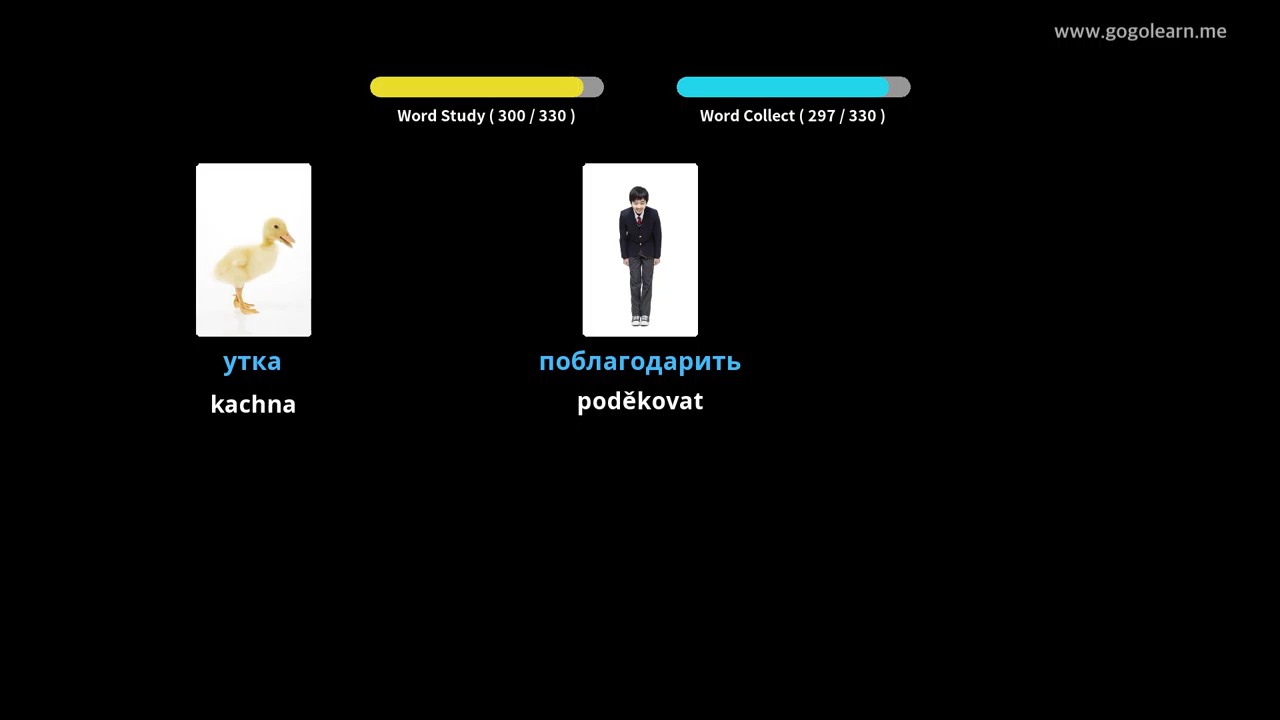 www.gogolearn.me
Word Study ( 300 / 330 )
Word Collect ( 297 / 330 )
утка
kachna
поблагодарить
poděkovat